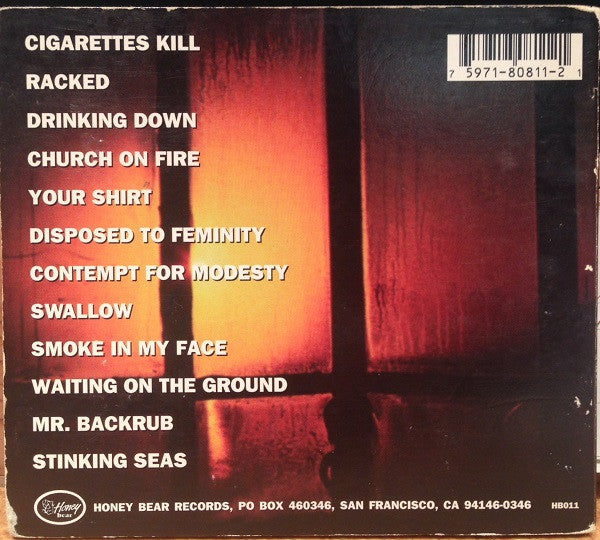 CIGARETTES KILL
RACKED
DRINKING DOWN
CHURCH ON FIRE
YOUR SHIRT
DISPOSED TO FEMINITY
CONTEMPT FOR MODESTY
SWALLOW
SMOKE IN MY FACE
WAITING ON THE GROUND
MR. BACKRUB
STINKING SEAS
7 5971-80811-2 1
Honey bear
HONEY BEAR RECORDS, PO BOX 460346, SAN FRANCISCO, CA 94146-0346
HB011